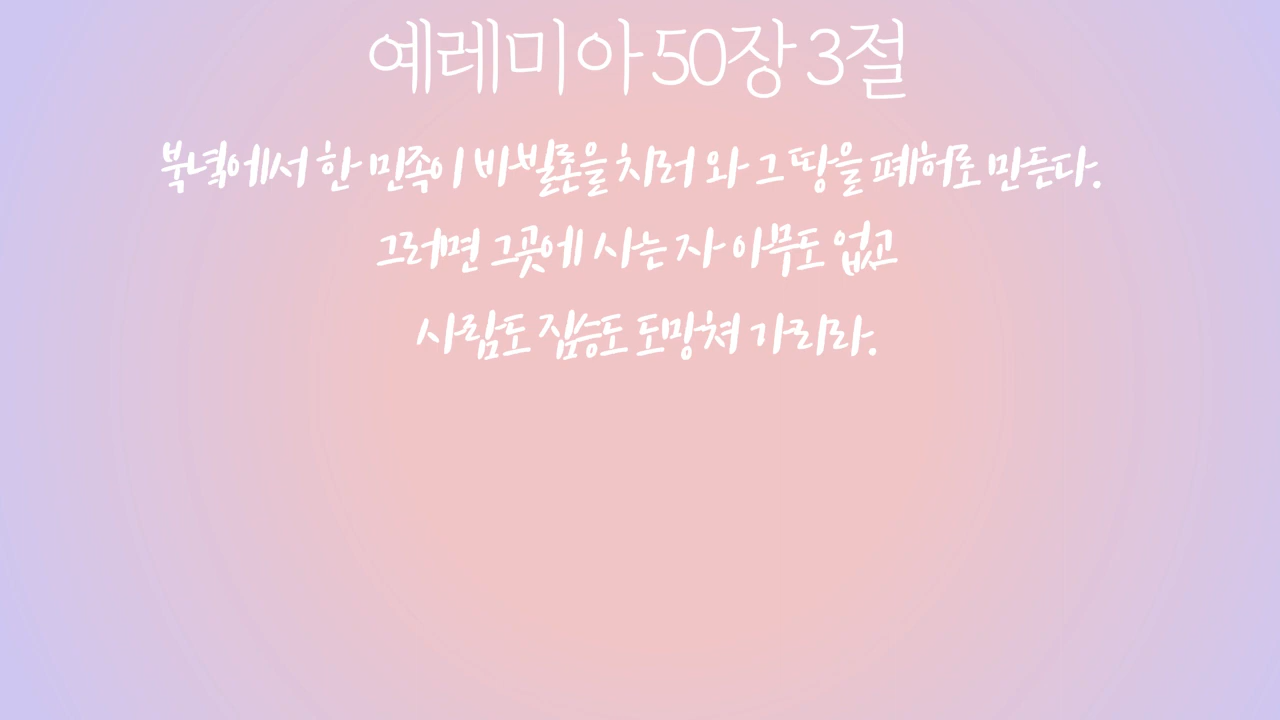 예레미아 50장 3절
북녘에서 한 민족이 바빌론을 치러 와 그 땅을 폐허로 만든다.
그러면 그곳에 사는 자 아무도 없고
사람도 짐승도 도망쳐 가리라.